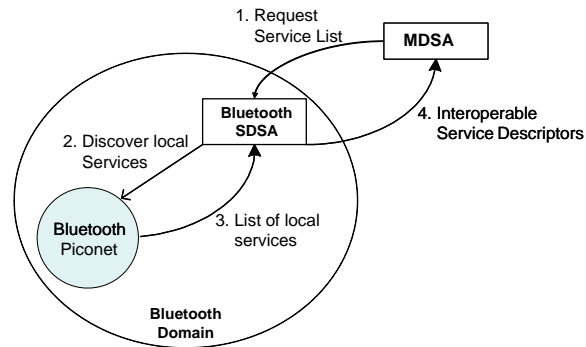 1. Request
Service List
MDSA
Bluetooth
SDSA
4. Interoperable
Service Descriptors
2. Discover local
Services
Bluetooth
Piconet
3. List of local
services
Bluetooth
Domain